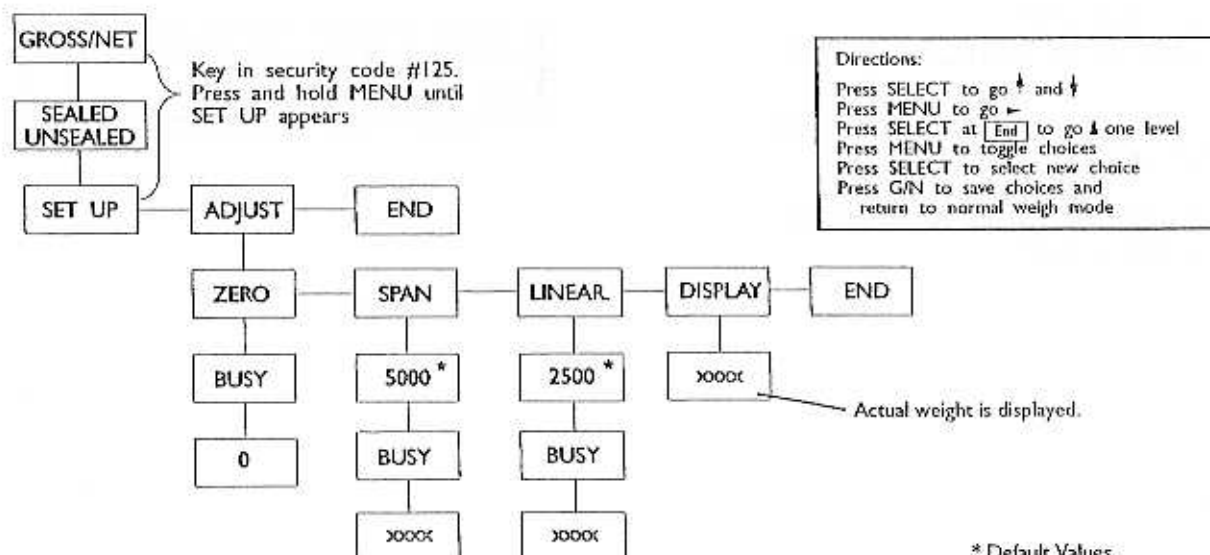 GROSS/NET
Key in security code #125.
Press and hold MENU until
SET UP appears
SEALED
UNSEALED
SET UP
ADJUST
END
Directions:
Press SELECT to go ↑ and ↓
Press MENU to go ►
Press SELECT at End to go ↑ one level
Press MENU to toggle choices
Press SELECT to select new choice
Press G/N to save choices and
return to normal weigh mode
ZERO
SPAN
LINEAR
DISPLAY
END
BUSY
5000 *
2500 *
xxxx
Actual weight is displayed.
0
BUSY
BUSY
xxxx
xxxx
* Default Values